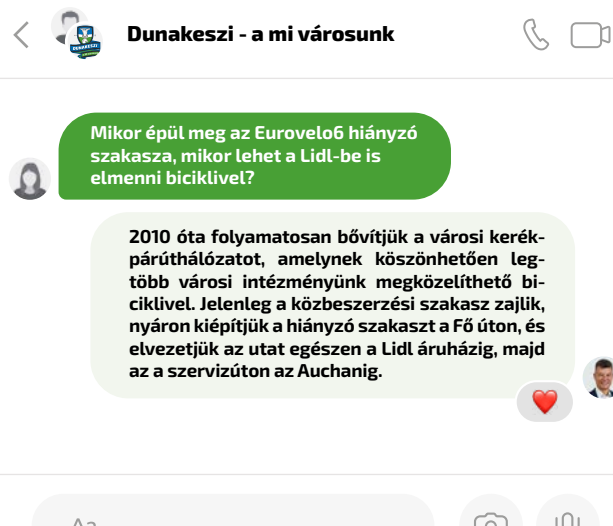 Dunakeszi - a mi városunk
DUNAKESZI
Mikor épül meg az Eurovelo6 hiányzó
szakasza, mikor lehet a Lidl-be is
elmenni biciklivel?
2010 óta folyamatosan bővítjük a városi kerék-
párúthálózatot, amelynek köszönhetően leg-
több városi intézményünk megközelíthető bi-
ciklivel. Jelenleg a közbeszerzési szakasz zajlik,
nyáron kiépítjük a hiányzó szakaszt a Fő úton, és
elvezetjük az utat egészen a Lidl áruházig, majd
az a szervizúton az Auchanig.
Aa